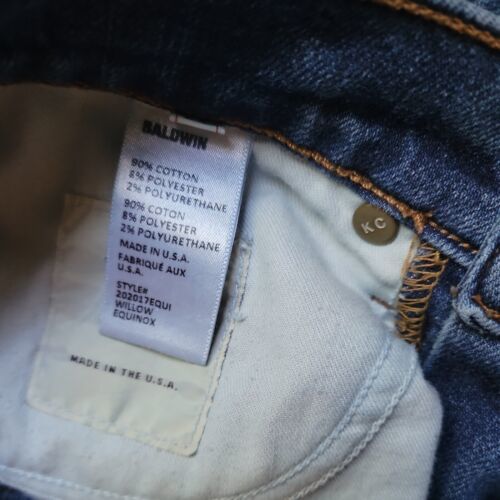 BALDWIN
90% COTTON
8% POLYESTER
2% POLYURETHANE
90% COTON
8% POLYESTER
2% POLYURETHANE
MADE IN U.S.A.
FABRIQUÉ AUX
U.S.A.
STYLE#
202017EQUI
WILLOW
EQUINOX
MADE IN THE U.S.A.
KC